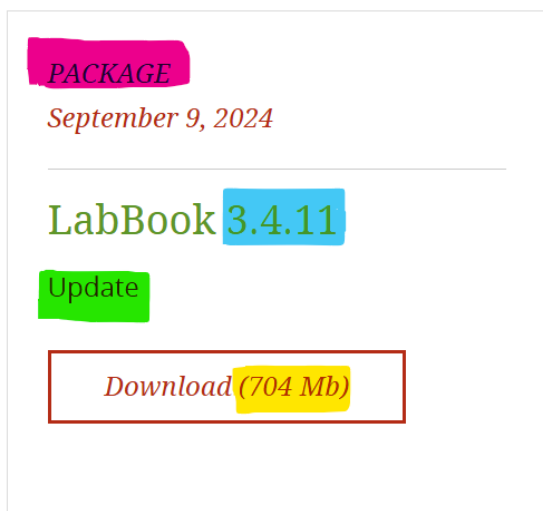 PACKAGE
September 9, 2024
LabBook 3.4.11
Update
Download (704 Mb)